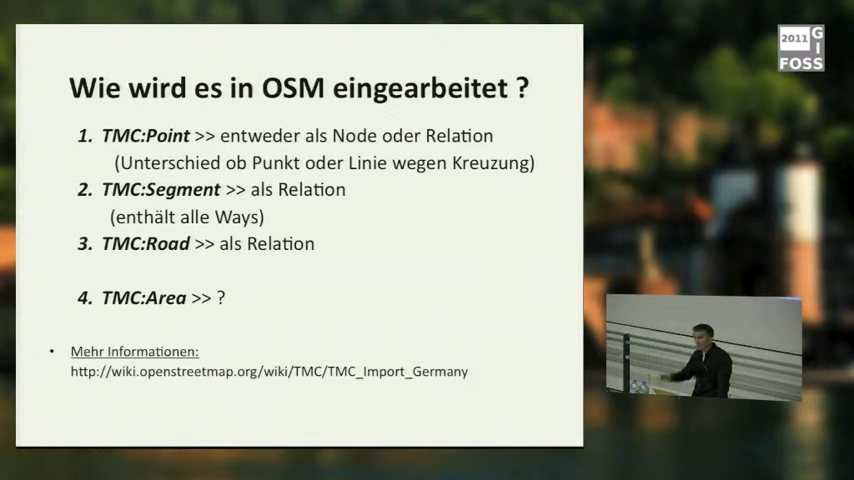 Wie wird es in OSM eingearbeitet ?
1. TMC:Point >> entweder als Node oder Relation
(Unterschied ob Punkt oder Linie wegen Kreuzung)
2. TMC:Segment >> als Relation
(enthält alle Ways)
3. TMC:Road >> als Relation
4. TMC:Area >> ?
• Mehr Informationen:
http://wiki.openstreetmap.org/wiki/TMC/TMC_Import_Germany
2011
GI
FOSS